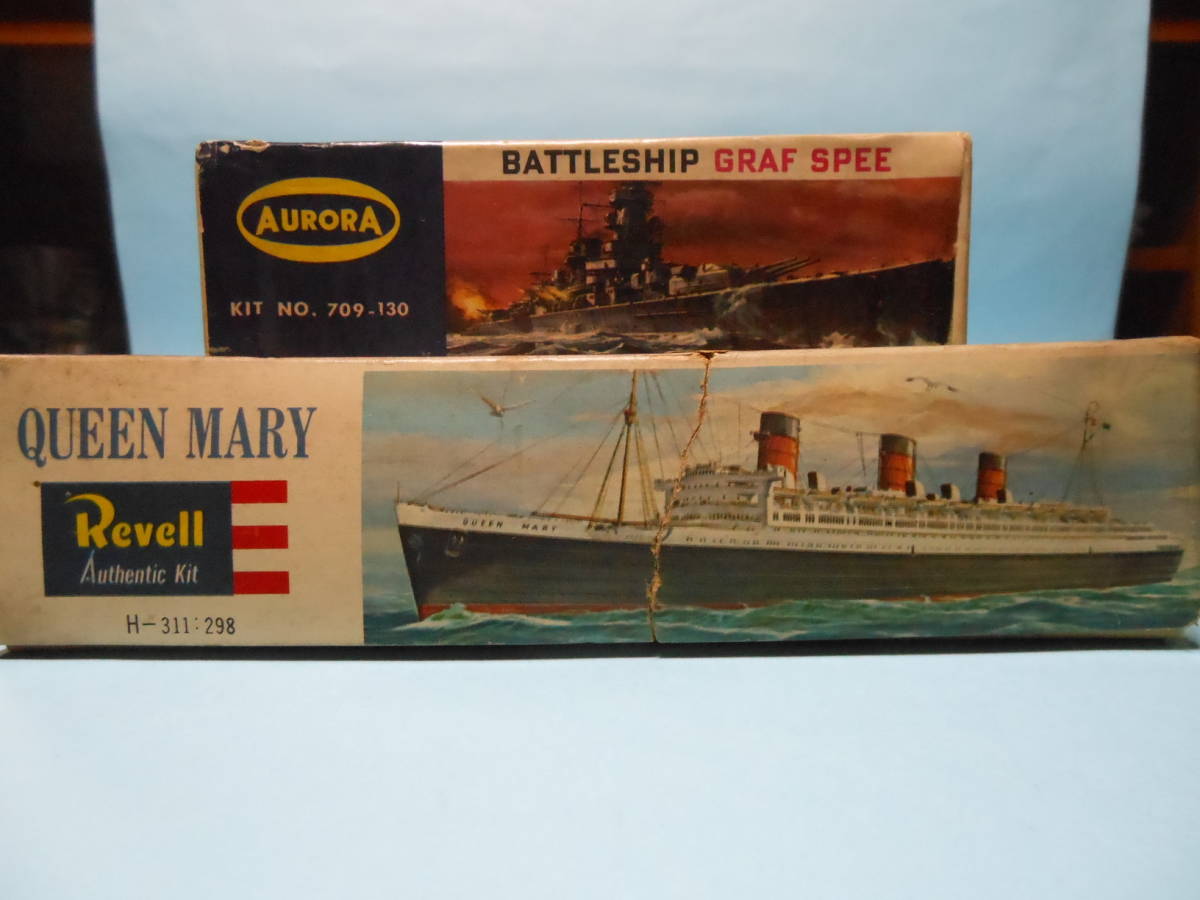 BATTLESHIP GRAF SPEE
AURORA
KIT NO. 709-130
QUEEN MARY
Revell
Authentic Kit
H-311:298
QUEEN MARY